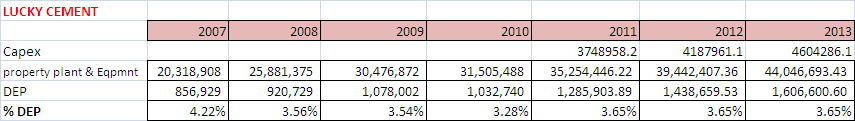 LUCKY CEMENT
2007 2008 2009 2010 2011 2012 2013
Capex 3748958.2 4187961.1 4604286.1
property plant & Eqpmnt 20,318,908 25,881,375 30,476,872 31,505,488 35,254,446.22 39,442,407.36 44,046,693.43
DEP 856,929 920,729 1,078,002 1,032,740 1,285,903.89 1,438,659.53 1,606,600.60
% DEP 4.22% 3.56% 3.54% 3.28% 3.65% 3.65% 3.65%